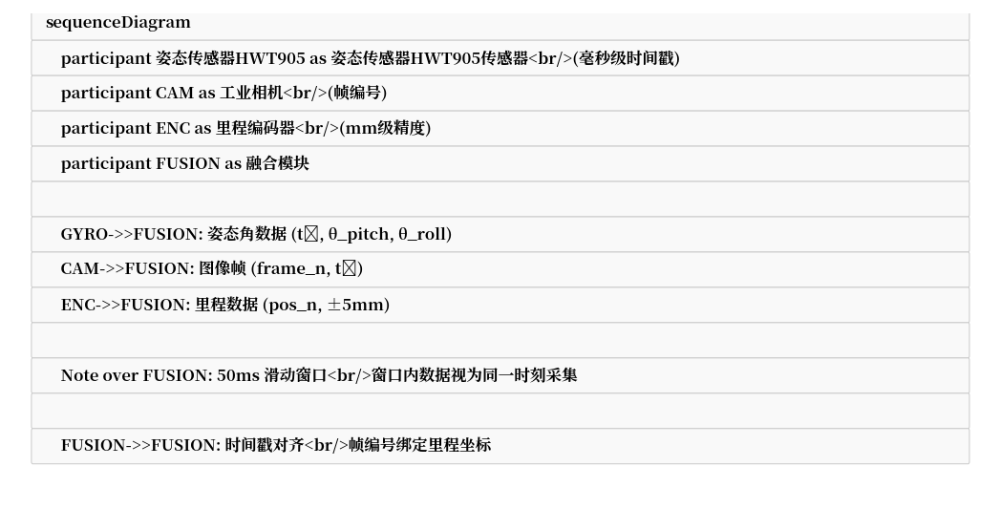 sequenceDiagram
participant 姿态传感器HWT905 as 姿态传感器HWT905传感器<br/>(毫秒级时间戳)
participant CAM as 工业相机<br/>(帧编号)
participant ENC as 里程编码器<br/>(mm级精度)
participant FUSION as 融合模块
GYRO->>FUSION: 姿态角数据 (t, θ_pitch, θ_roll)
CAM->>FUSION: 图像帧 (frame_n, t)
ENC->>FUSION: 里程数据 (pos_n, ±5mm)
Note over FUSION: 50ms 滑动窗口<br/>窗口内数据视为同一时刻采集
FUSION->>FUSION: 时间戳对齐<br/>帧编号绑定里程坐标